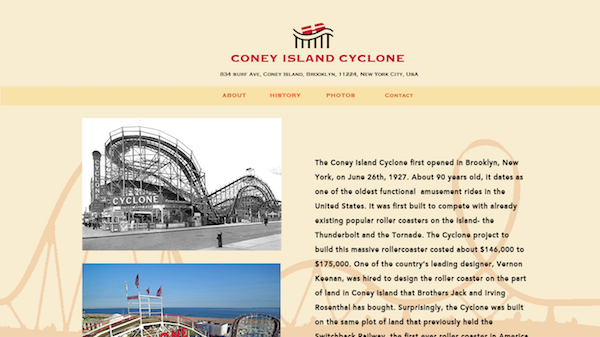 CONEY ISLAND CYCLONE
834 surf Ave, Coney Island, Brooklyn, 11224, New York City, USA
ABOUT HISTORY PHOTOS Contact
CYCLONE
The Coney Island Cyclone first opened in Brooklyn, New
York, on June 26th, 1927. About 90 years old, it dates as
one of the oldest functional amusement rides in the
United States. It was first built to compete with already
existing popular roller coasters on the island- the
Thunderbolt and the Tornade. The Cyclone project to
build this massive rollercoaster costed about $146,000 to
$175,000. One of the country's leading designer, Vernon
Keenan, was hired to design the roller coaster on the part
of land in Coney Island that Brothers Jack and Irving
Rosenthal has bought. Surprisingly, the Cyclone was built
on the same plot of land that previously held the
Switchback Railway, the first ever roller coaster in America